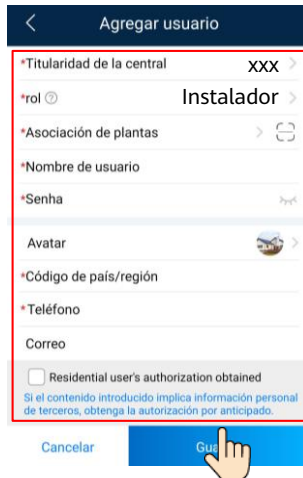 Agregar usuario
*Titularidad de la central xxx
*rol Instalador
*Asociación de plantas
*Nombre de usuario
*Senha
Avatar
*Código de país/región
*Teléfono
Correo
Residential user's authorization obtained
Si el contenido introducido implica información personal
de terceros, obtenga la autorización por anticipado.
Cancelar